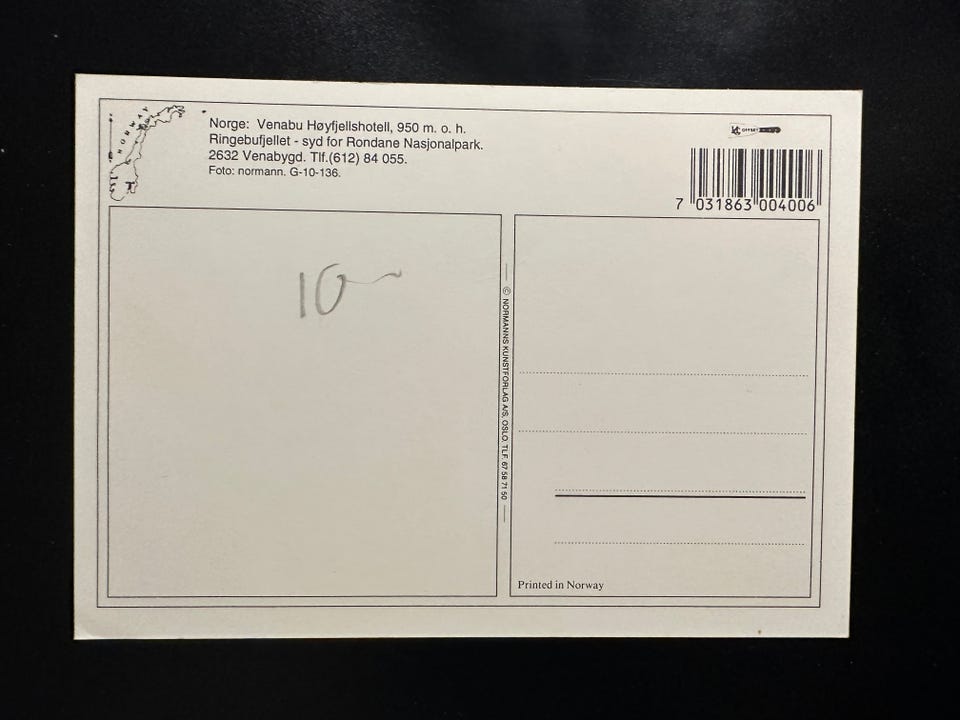 NORWAY
Norge: Venabu Høyfjellshotell, 950 m. o. h.
Ringebufjellet - syd for Rondane Nasjonalpark.
2632 Venabygd. Tlf.(612) 84 055.
Foto: normann. G-10-136.
OFFSET
7 031863 004006
10
© NORMANNS KUNSTFORLAG A/S, OSLO. TLF. 67 58 71 50
Printed in Norway